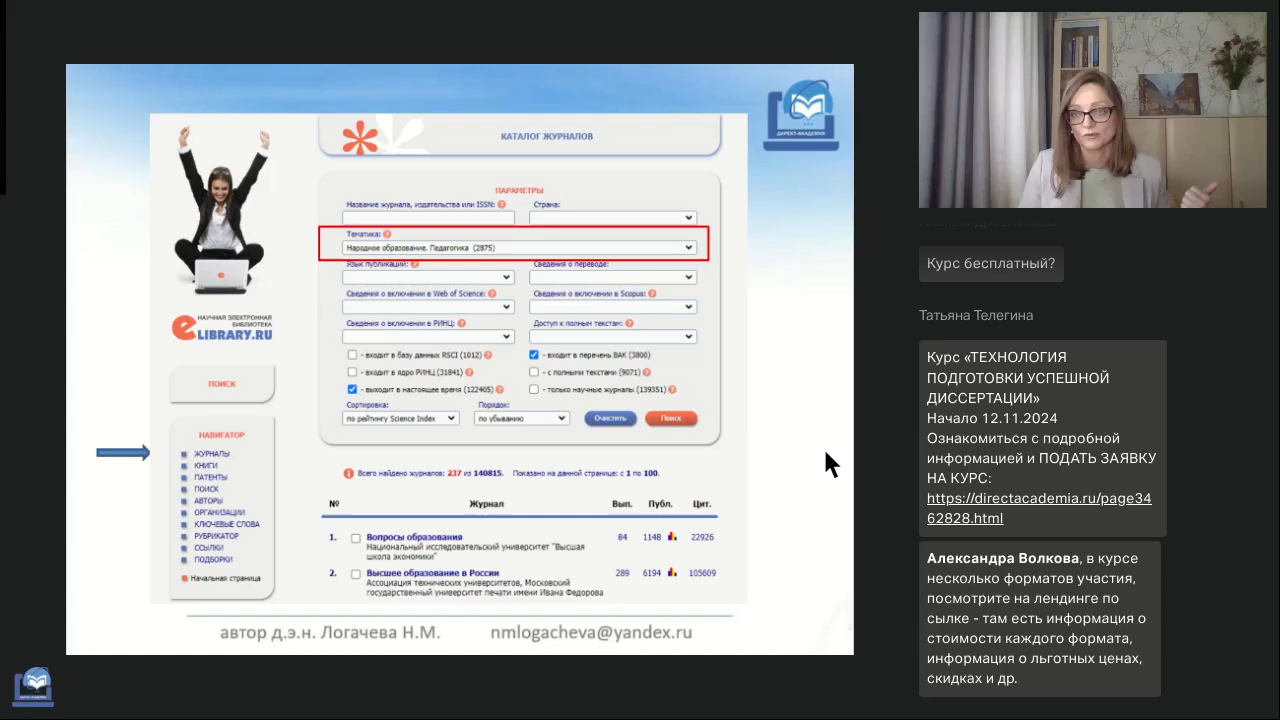 ДИРЕКТ-АКАДЕМИЯ
КАТАЛОГ ЖУРНАЛОВ
ПАРАМЕТРЫ
Название журнала, издательства или ISSN: ?
Страна:
Тематика: ?
Народное образование. Педагогика (2875)
Язык публикаций: ?
Сведения о переводе:
Сведения о включении в Web of Science: ?
Сведения о включении в Scopus: ?
Сведения о включении в РИНЦ: ?
Доступ к полным текстам: ?
- входит в базу данных RSCI (1012) ?
- входит в перечень ВАК (3800)
- входит в ядро РИНЦ (31841) ?
- с полными текстами (9071) ?
- выходит в настоящее время (122405) ?
- только научные журналы (139351) ?
Сортировка:
Порядок:
по рейтингу Science Index
по убыванию
Очистить
Поиск
НАУЧНАЯ ЭЛЕКТРОННАЯ
БИБЛИОТЕКА
eLIBRARY.RU
ПОИСК
НАВИГАТОР
ЖУРНАЛЫ
КНИГИ
ПАТЕНТЫ
ПОИСК
АВТОРЫ
ОРГАНИЗАЦИИ
КЛЮЧЕВЫЕ СЛОВА
РУБРИКАТОР
ССЫЛКИ
ПОДБОРКИ
Начальная страница
Всего найдено журналов: 237 из 140815. Показано на данной странице: с 1 по 100.
№ Журнал Вып. Публ. Цит.
1. Вопросы образования 84 1148 22926
Национальный исследовательский университет "Высшая
школа экономики"
2. Высшее образование в России 289 6194 105609
Ассоциация технических университетов, Московский
государственный университет печати имени Ивана Федорова
автор д.э.н. Логачева Н.М. nmlogacheva@yandex.ru
Курс бесплатный?
Татьяна Телегина
Курс «ТЕХНОЛОГИЯ
ПОДГОТОВКИ УСПЕШНОЙ
ДИССЕРТАЦИИ»
Начало 12.11.2024
Ознакомиться с подробной
информацией и ПОДАТЬ ЗАЯВКУ
НА КУРС:
https://directacademia.ru/page34
62828.html
Александра Волкова, в курсе
несколько форматов участия,
посмотрите на лендинге по
сылке - там есть информация о
стоимости каждого формата,
информация о льготных ценах,
скидках и др.